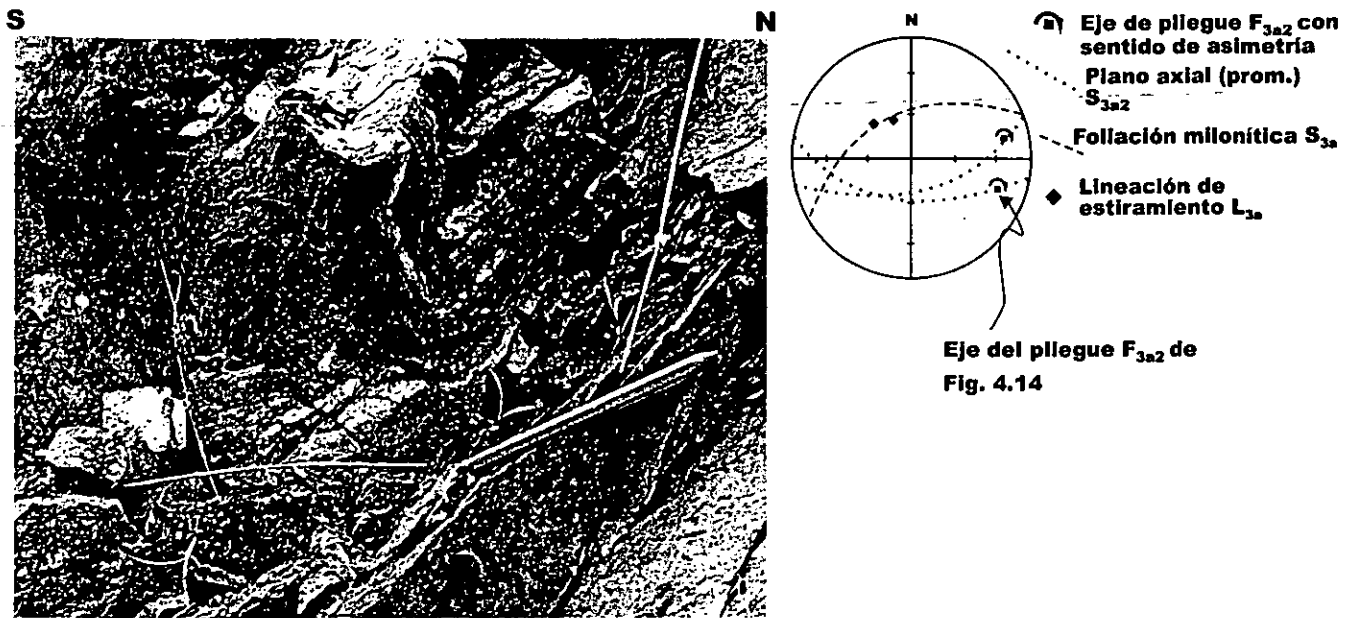 S
N
N
Eje de pliegue F3a2 con
sentido de asimetría
Plano axial (prom.)
S3a2
Foliación milonítica S3a
Lineación de
estiramiento L3a
Eje del pliegue F3a2 de
Fig. 4.14